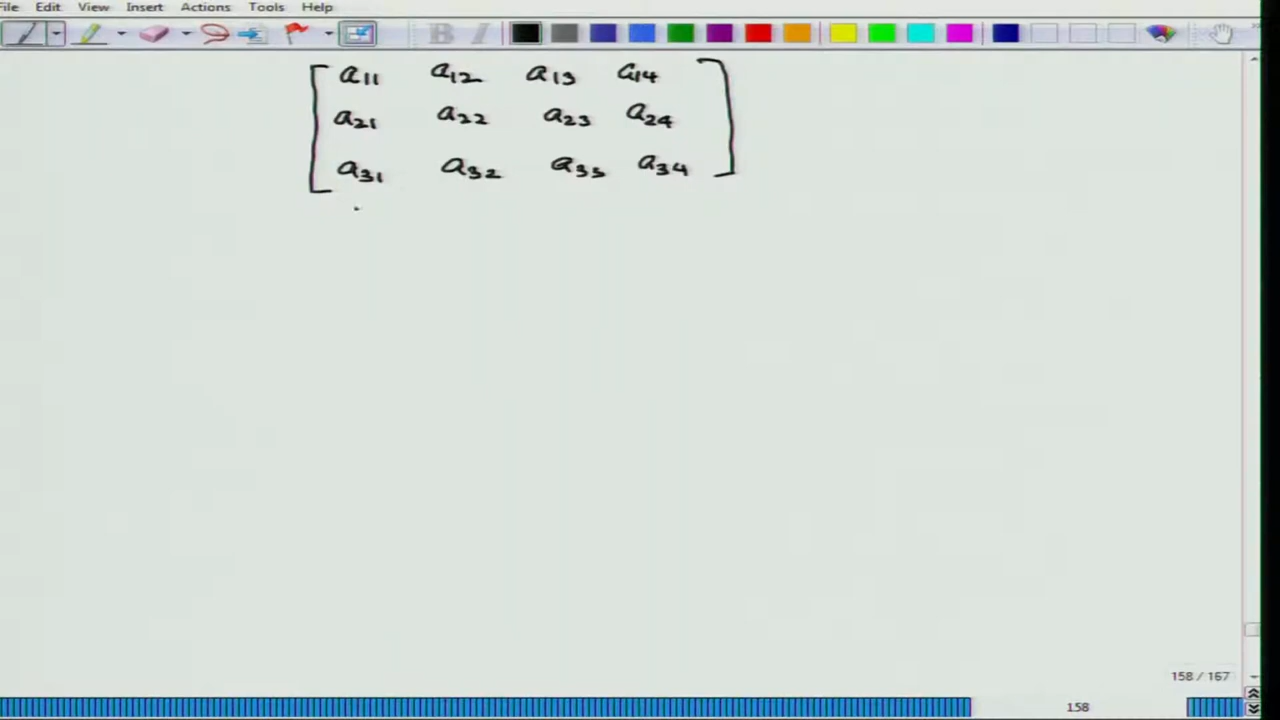 File Edit View Insert Actions Tools Help
B I
a11 a12 a13 a14
a21 a22 a23 a24
a31 a32 a33 a34
158 / 167
158